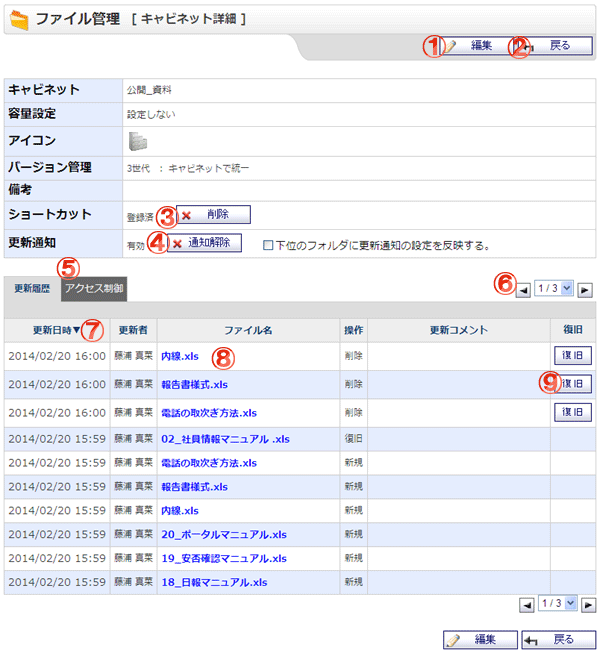 ファイル管理 [ キャビネット詳細 ]
① 編集 ② 戻る
キャビネット 公開_資料
容量設定 設定しない
アイコン
バージョン管理 3世代 : キャビネットで統一
備考
ショートカット 登録済 ③ 削除
更新通知 有効 ④ 通知解除 下位のフォルダに更新通知の設定を反映する。
更新履歴 ⑤ アクセス制御 ⑥ 1 / 3
更新日時▼ ⑦ 更新者 ファイル名 操作 更新コメント 復旧
2014/02/20 16:00 藤浦 真菜 内線.xls ⑧ 削除 復旧
2014/02/20 16:00 藤浦 真菜 報告書様式.xls 削除 ⑨ 復旧
2014/02/20 16:00 藤浦 真菜 電話の取次ぎ方法.xls 削除 復旧
2014/02/20 15:59 藤浦 真菜 02_社員情報マニュアル .xls 復旧
2014/02/20 15:59 藤浦 真菜 電話の取次ぎ方法.xls 新規
2014/02/20 15:59 藤浦 真菜 報告書様式.xls 新規
2014/02/20 15:59 藤浦 真菜 内線.xls 新規
2014/02/20 15:59 藤浦 真菜 20_ポータルマニュアル.xls 新規
2014/02/20 15:59 藤浦 真菜 19_安否確認マニュアル.xls 新規
2014/02/20 15:59 藤浦 真菜 18_日報マニュアル.xls 新規
1 / 3
編集 戻る